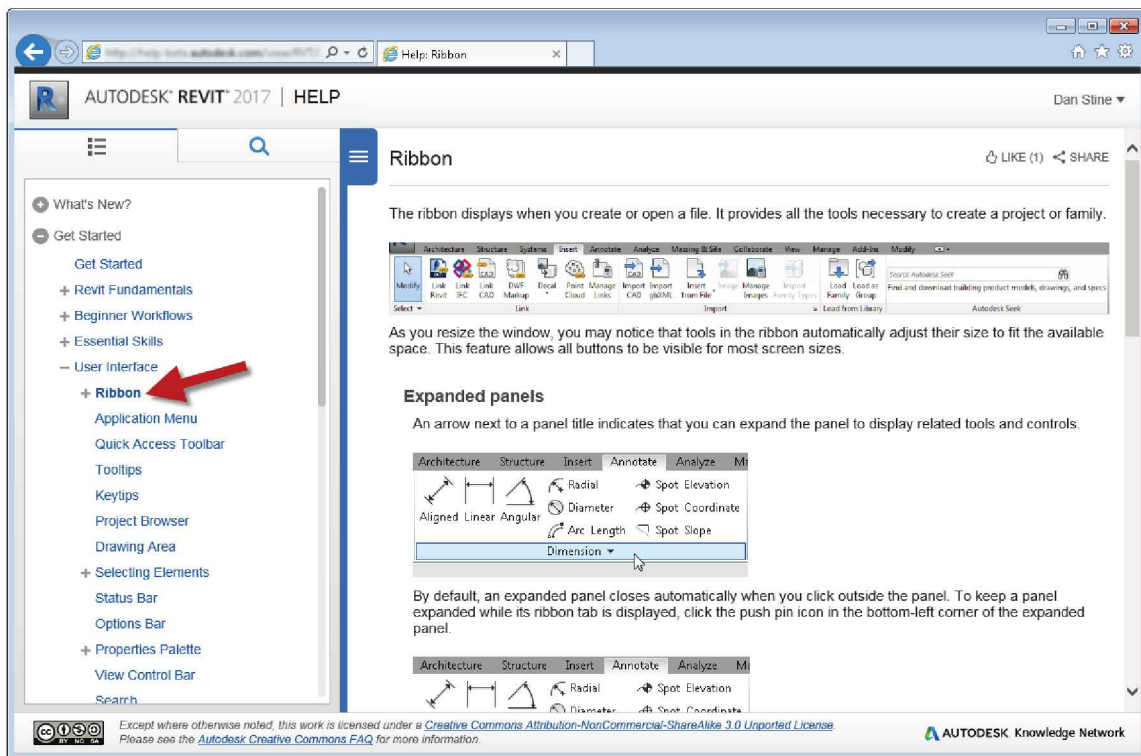 Help: Ribbon
AUTODESK® REVIT® 2017 | HELP
Dan Stine
What's New?
Get Started
Get Started
Revit Fundamentals
Beginner Workflows
Essential Skills
User Interface
Ribbon
Application Menu
Quick Access Toolbar
Tooltips
Keytips
Project Browser
Drawing Area
Selecting Elements
Status Bar
Options Bar
Properties Palette
View Control Bar
Search
Ribbon
LIKE (1) SHARE
The ribbon displays when you create or open a file. It provides all the tools necessary to create a project or family.
Architecture Structure Systems Insert Annotate Analyze Massing & Site Collaborate View Manage Add-Ins Modify
Modify Link Link Link DWF Decal Point Manage Import Import Insert Image Manage Import Load Load as
Revit IFC CAD Markup Cloud Links CAD gbXML from File Images Family Types Family Group
Search Autodesk Seek
Find and download building product models, drawings, and specs
Select Link Import Load from Library Autodesk Seek
As you resize the window, you may notice that tools in the ribbon automatically adjust their size to fit the available
space. This feature allows all buttons to be visible for most screen sizes.
Expanded panels
An arrow next to a panel title indicates that you can expand the panel to display related tools and controls.
Architecture Structure Insert Annotate Analyze Ma
Radial Spot Elevation
Diameter Spot Coordinate
Aligned Linear Angular
Arc Length Spot Slope
Dimension
By default, an expanded panel closes automatically when you click outside the panel. To keep a panel
expanded while its ribbon tab is displayed, click the push pin icon in the bottom-left corner of the expanded
panel.
Architecture Structure Insert Annotate Analyze Ma
Radial Spot Elevation
Diameter Spot Coordinate
BY NC SA
Except where otherwise noted, this work is licensed under a Creative Commons Attribution-NonCommercial-ShareAlike 3.0 Unported License.
Please see the Autodesk Creative Commons FAQ for more information.
AUTODESK Knowledge Network